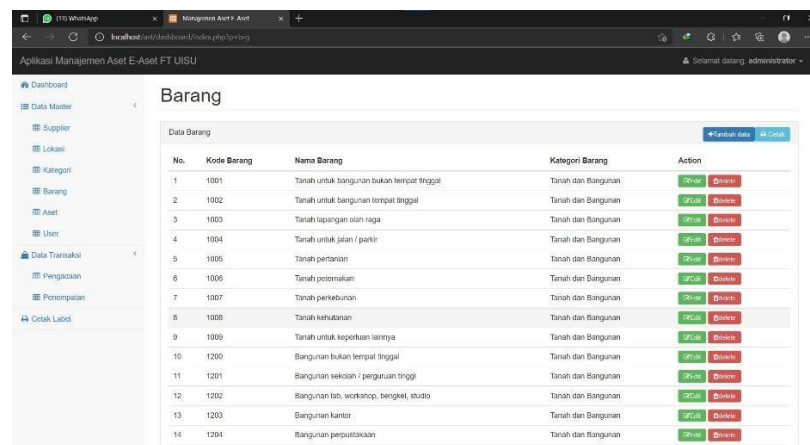 (13) WhatsApp
Manajemen Aset E-Aset
localhost/ast/dashboard/index.php?p=brg
Aplikasi Manajemen Aset E-Aset FT UISU
Selamat datang, administrator
Dashboard
Data Master
Supplier
Lokasi
Kategori
Barang
Aset
User
Data Transaksi
Pengadaan
Penempatan
Cetak Label
Barang
Data Barang
+Tambah data Cetak
No. Kode Barang Nama Barang Kategori Barang Action
1 1001 Tanah untuk bangunan bukan tempat tinggal Tanah dan Bangunan Edit Delete
2 1002 Tanah untuk bangunan tempat tinggal Tanah dan Bangunan Edit Delete
3 1003 Tanah lapangan olah raga Tanah dan Bangunan Edit Delete
4 1004 Tanah untuk jalan / parkir Tanah dan Bangunan Edit Delete
5 1005 Tanah pertanian Tanah dan Bangunan Edit Delete
6 1006 Tanah peternakan Tanah dan Bangunan Edit Delete
7 1007 Tanah perkebunan Tanah dan Bangunan Edit Delete
8 1008 Tanah kehutanan Tanah dan Bangunan Edit Delete
9 1009 Tanah untuk keperluan lainnya Tanah dan Bangunan Edit Delete
10 1200 Bangunan bukan tempat tinggal Tanah dan Bangunan Edit Delete
11 1201 Bangunan sekolah / perguruan tinggi Tanah dan Bangunan Edit Delete
12 1202 Bangunan lab, workshop, bengkel, studio Tanah dan Bangunan Edit Delete
13 1203 Bangunan kantor Tanah dan Bangunan Edit Delete
14 1204 Bangunan perpustakaan Tanah dan Bangunan Edit Delete